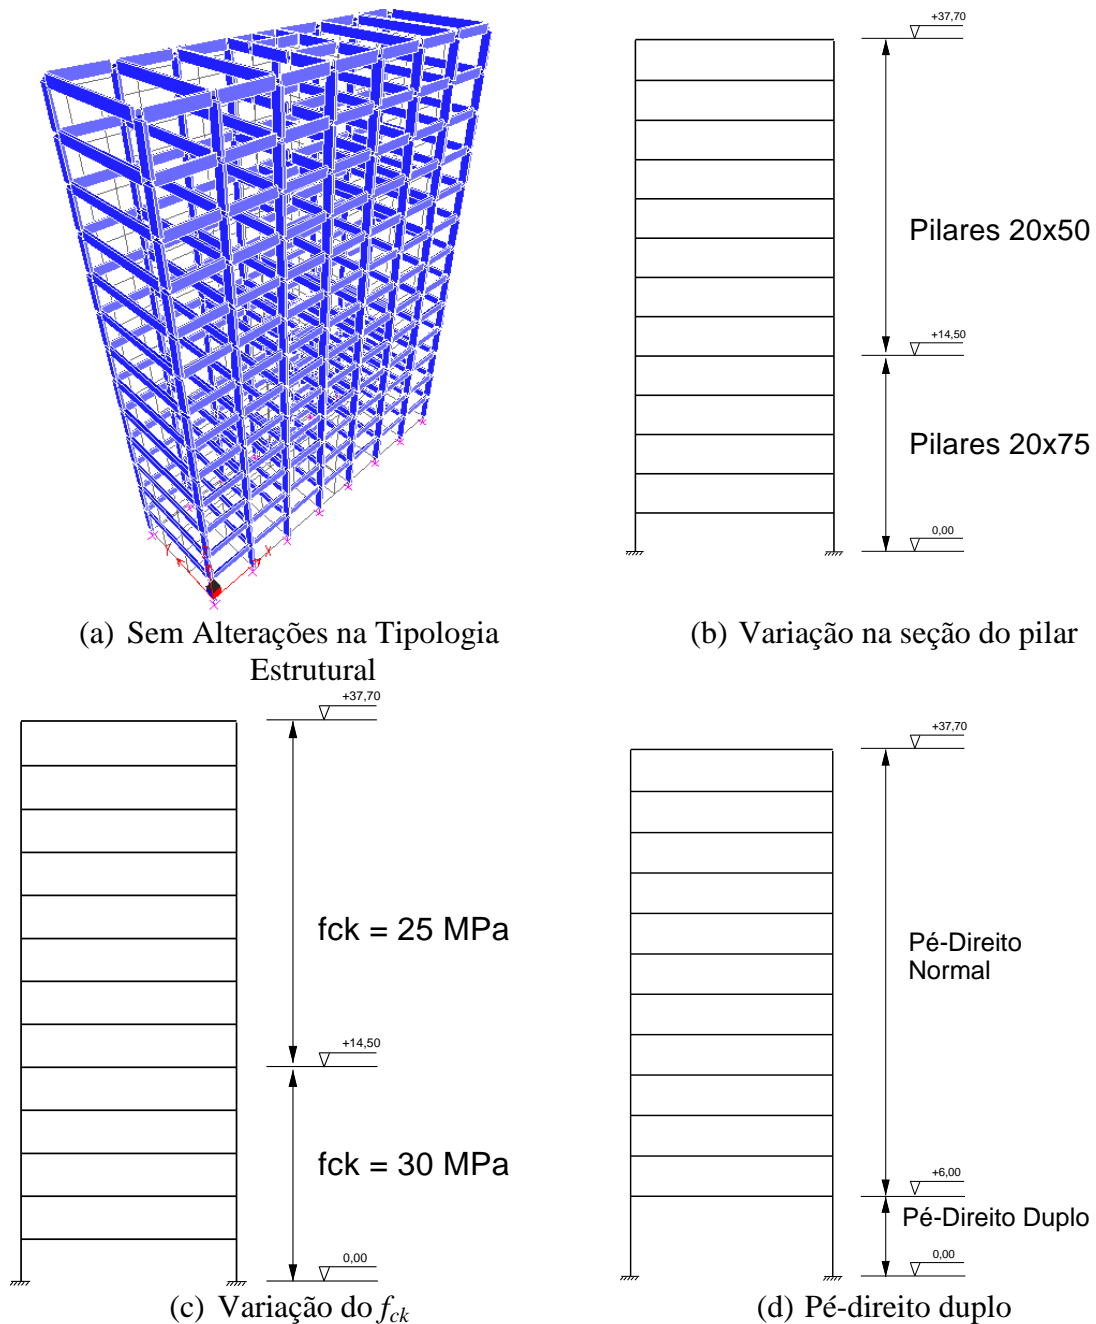 +37,70
Pilares 20x50
+14,50
Pilares 20x75
0,00
Y
X
(a) Sem Alterações na Tipologia
Estrutural
(b) Variação na seção do pilar
+37,70
fck = 25 MPa
+14,50
fck = 30 MPa
0,00
(c) Variação do fck
+37,70
Pé-Direito
Normal
+6,00
Pé-Direito Duplo
0,00
(d) Pé-direito duplo